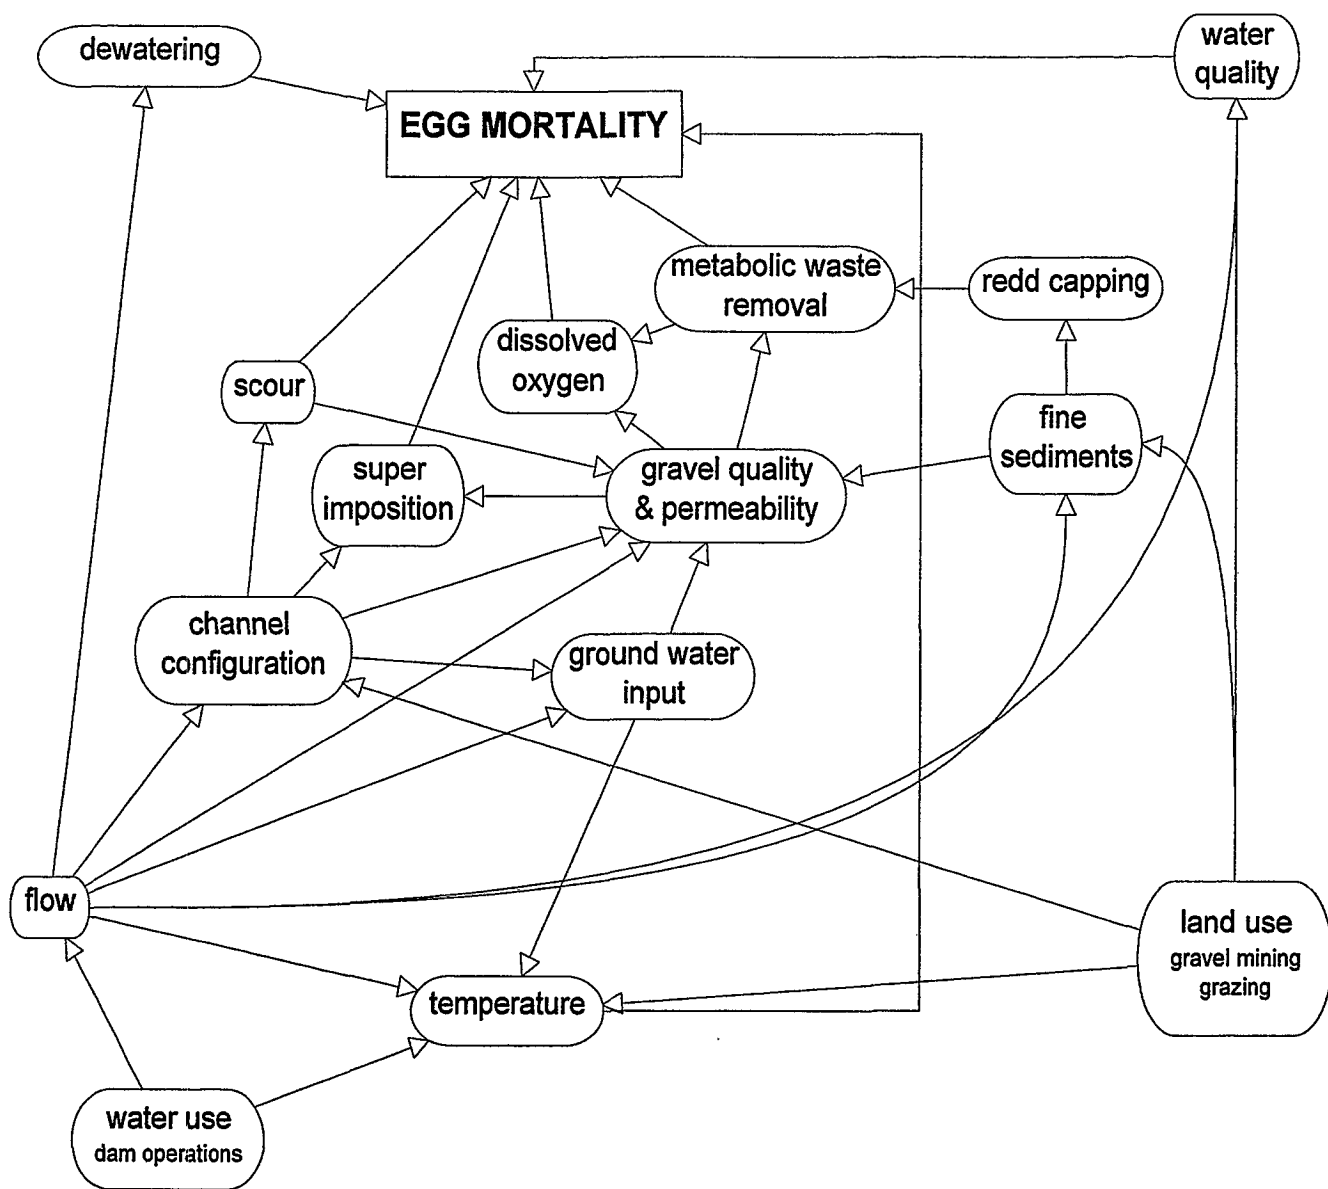 dewatering
water
quality
EGG MORTALITY
metabolic waste
removal
redd capping
dissolved
oxygen
scour
fine
sediments
super
imposition
gravel quality
& permeability
channel
configuration
ground water
input
flow
land use
gravel mining
grazing
temperature
water use
dam operations